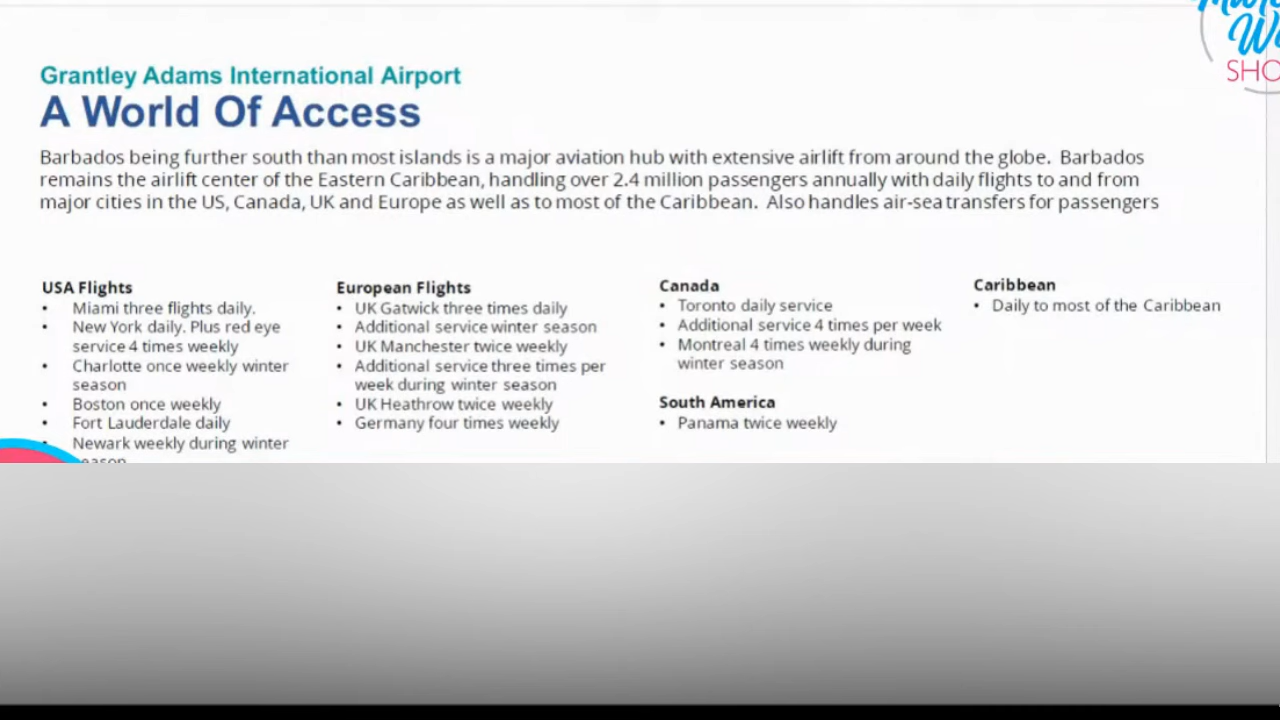 Grantley Adams International Airport
A World Of Access
Barbados being further south than most islands is a major aviation hub with extensive airlift from around the globe. Barbados
remains the airlift center of the Eastern Caribbean, handling over 2.4 million passengers annually with daily flights to and from
major cities in the US, Canada, UK and Europe as well as to most of the Caribbean. Also handles air-sea transfers for passengers
USA Flights
• Miami three flights daily.
• New York daily. Plus red eye
service 4 times weekly
• Charlotte once weekly winter
season
• Boston once weekly
• Fort Lauderdale daily
• Newark weekly during winter
European Flights
• UK Gatwick three times daily
• Additional service winter season
• UK Manchester twice weekly
• Additional service three times per
week during winter season
• UK Heathrow twice weekly
• Germany four times weekly
Canada
• Toronto daily service
• Additional service 4 times per week
• Montreal 4 times weekly during
winter season
South America
• Panama twice weekly
Caribbean
• Daily to most of the Caribbean